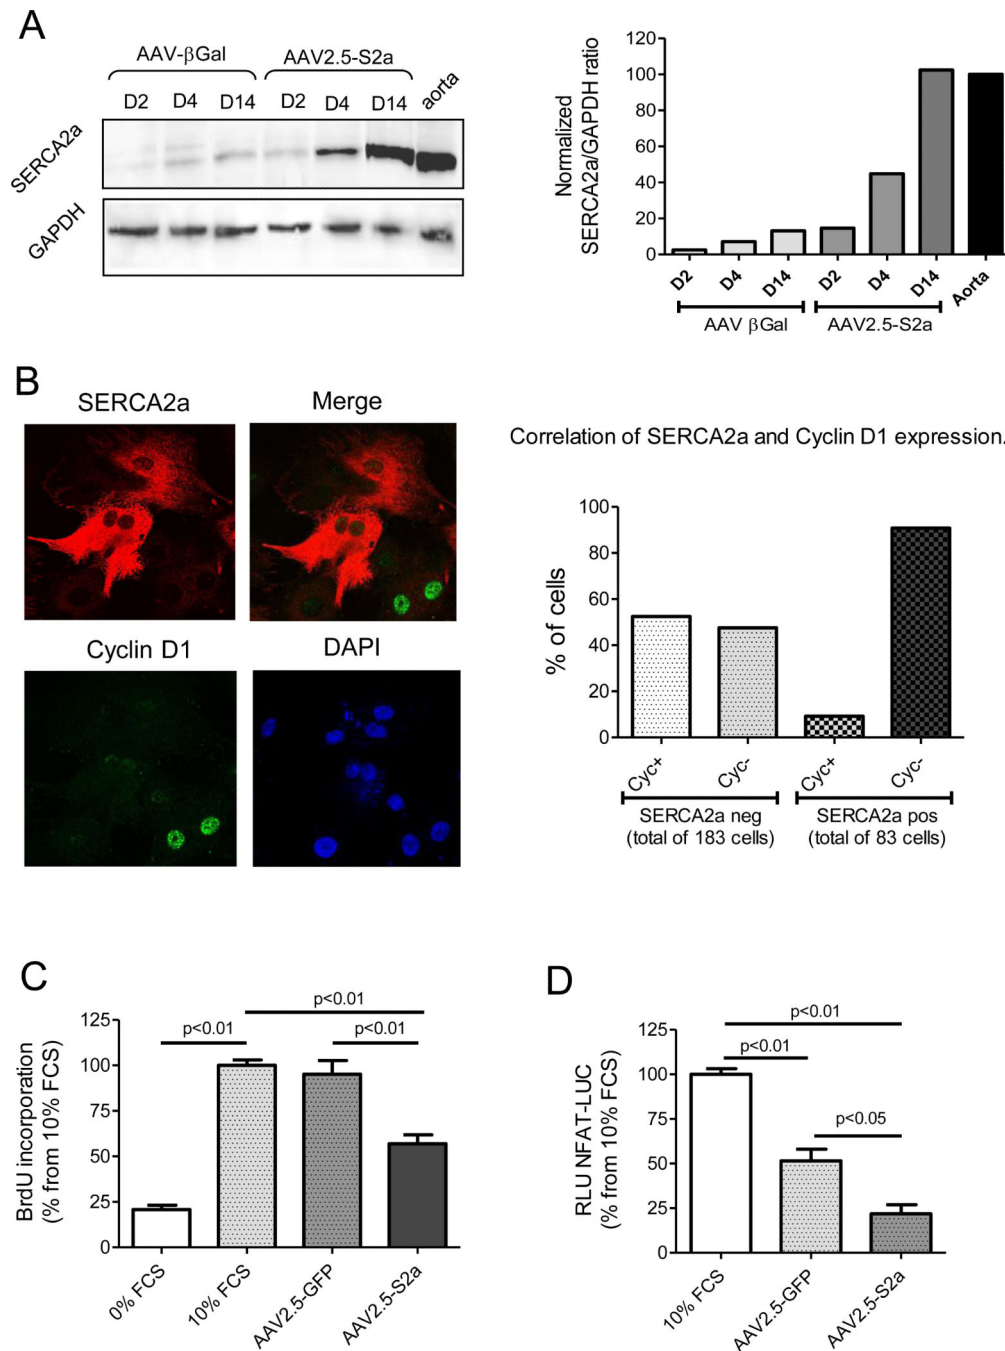 A
AAV-βGal AAV2.5-S2a
D2 D4 D14 D2 D4 D14 aorta
SERCA2a
GAPDH
Normalized
SERCA2a/GAPDH ratio
120
100
80
60
40
20
0
D2 D4 D14 D2 D4 D14 Aorta
AAV βGal AAV2.5-S2a
B
SERCA2a Merge
Cyclin D1 DAPI
Correlation of SERCA2a and Cyclin D1 expression.
% of cells
100
80
60
40
20
0
Cyc+ Cyc- Cyc+ Cyc-
SERCA2a neg SERCA2a pos
(total of 183 cells) (total of 83 cells)
C
BrdU incorporation
(% from 10% FCS)
125
100
75
50
25
0
p<0.01
p<0.01 p<0.01
0% FCS 10% FCS AAV2.5-GFP AAV2.5-S2a
D
RLU NFAT-LUC
(% from 10% FCS)
125
100
75
50
25
0
p<0.01
p<0.01
p<0.05
10% FCS AAV2.5-GFP AAV2.5-S2a